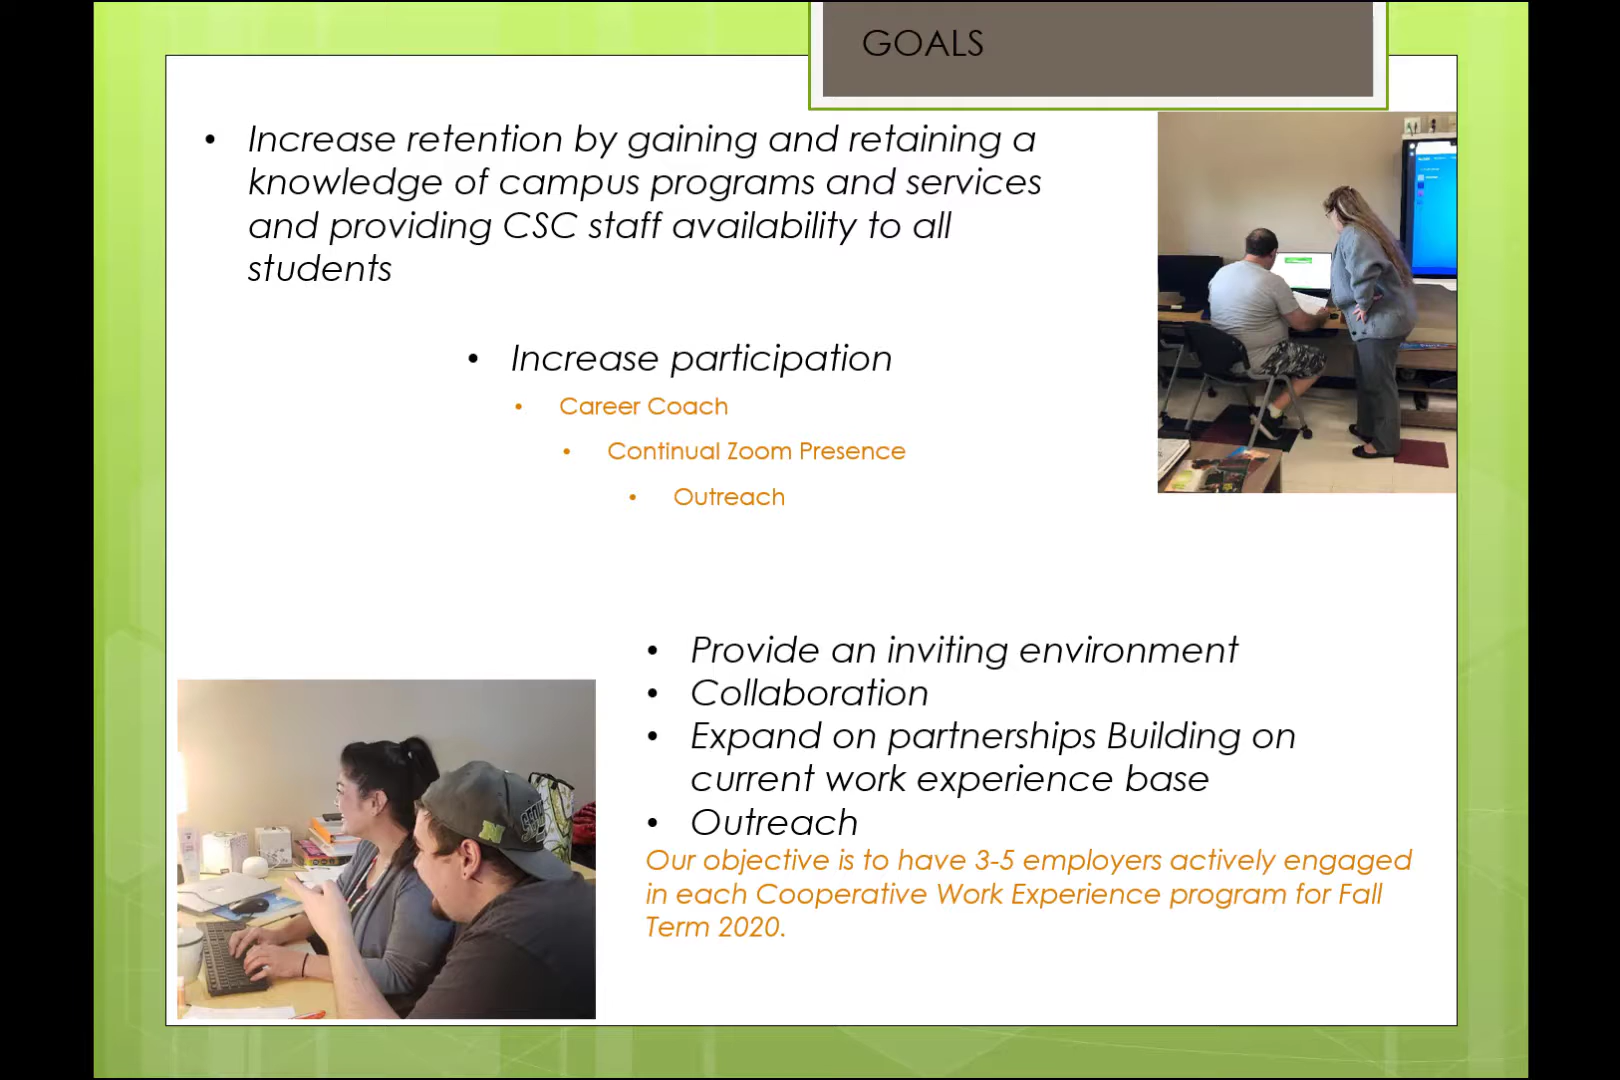 GOALS
• Increase retention by gaining and retaining a
knowledge of campus programs and services
and providing CSC staff availability to all
students
• Increase participation
• Career Coach
• Continual Zoom Presence
• Outreach
• Provide an inviting environment
• Collaboration
• Expand on partnerships Building on
current work experience base
• Outreach
Our objective is to have 3-5 employers actively engaged
in each Cooperative Work Experience program for Fall
Term 2020.